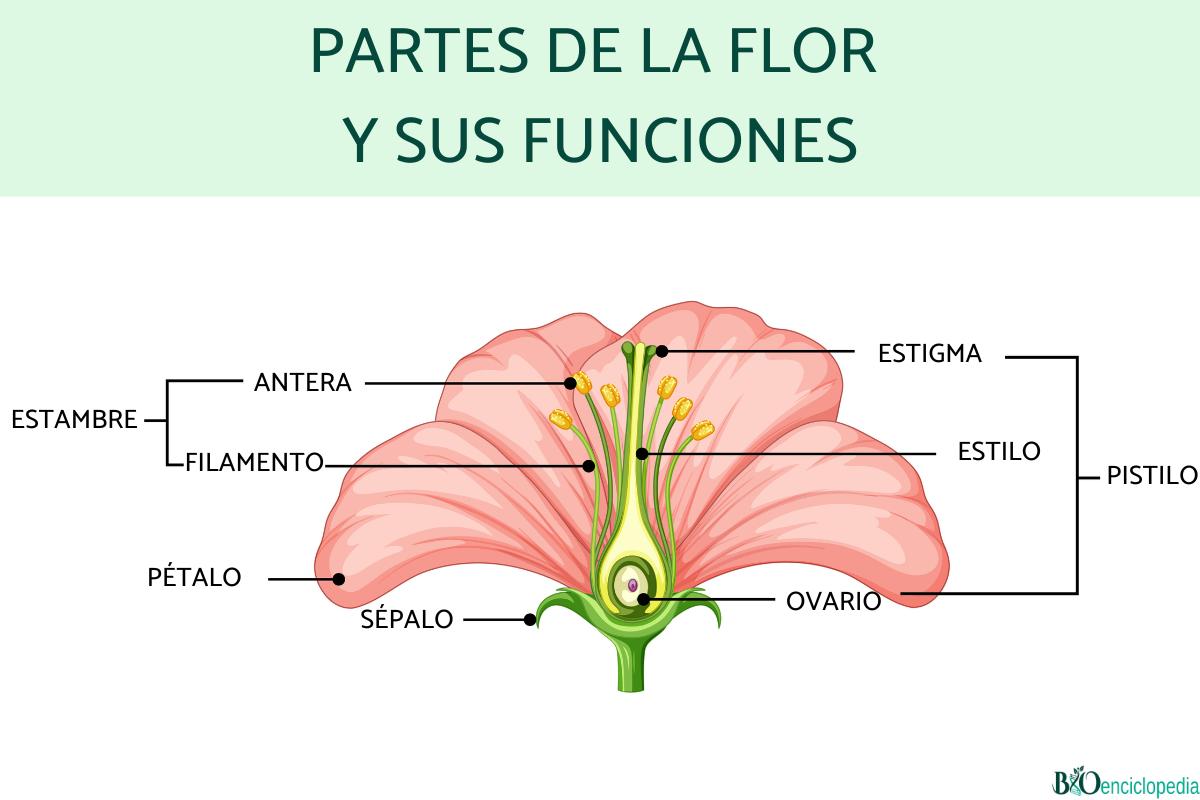 PARTES DE LA FLOR
Y SUS FUNCIONES
ESTIGMA
ANTERA
ESTAMBRE
ESTILO
FILAMENTO
PISTILO
PÉTALO
OVARIO
SÉPALO
BIOenciclopedia